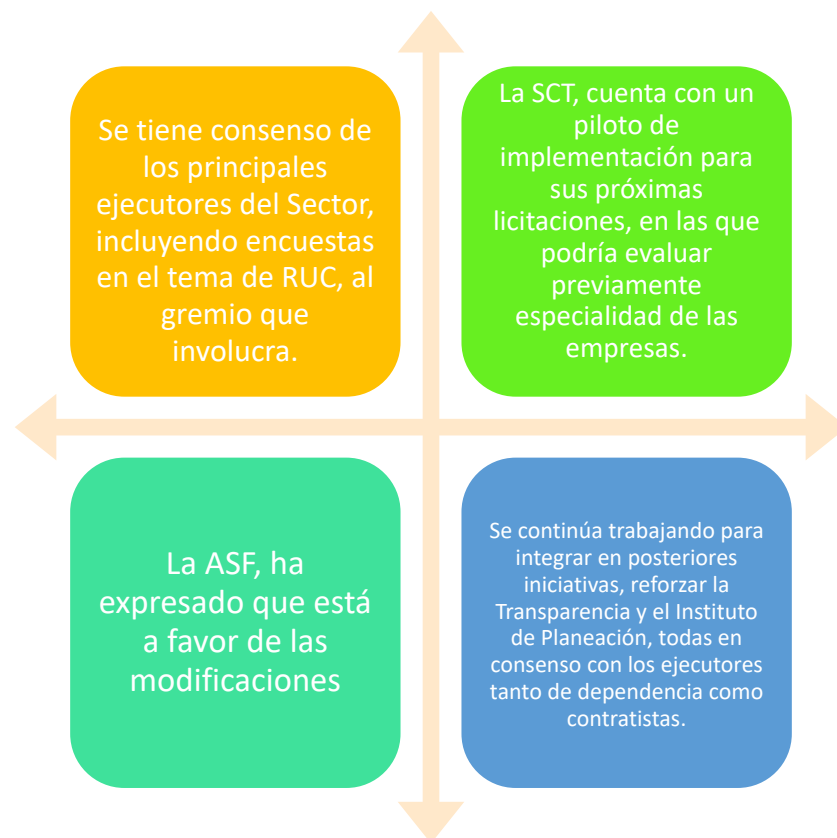 Se tiene consenso de
los principales
ejecutores del Sector,
incluyendo encuestas
en el tema de RUC, al
gremio que
involucra.
La SCT, cuenta con un
piloto de
implementación para
sus próximas
licitaciones, en las que
podría evaluar
previamente
especialidad de las
empresas.
La ASF, ha
expresado que está
a favor de las
modificaciones
Se continúa trabajando para
integrar en posteriores
iniciativas, reforzar la
Transparencia y el Instituto
de Planeación, todas en
consenso con los ejecutores
tanto de dependencia como
contratistas.